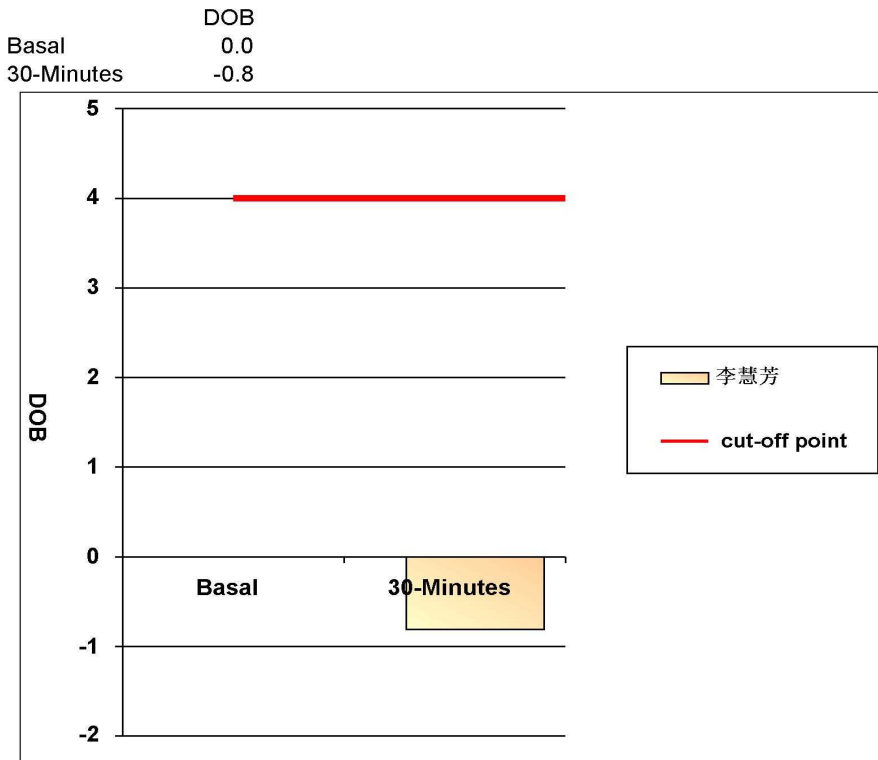 DOB
Basal 0.0
30-Minutes -0.8
5
4
3
2
1
0
-1
-2
DOB
Basal
30-Minutes
李慧芳
cut-off point